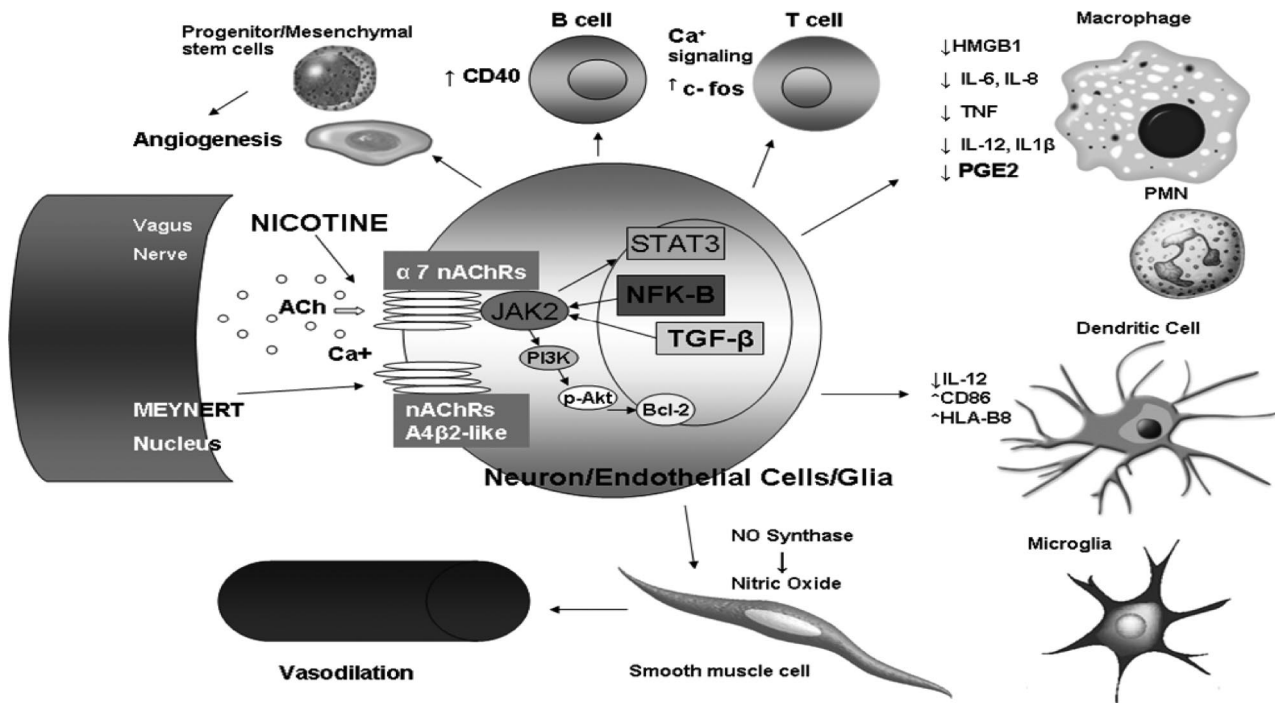 Progenitor/Mesenchymal
stem cells
Angiogenesis
B cell
↑ CD40
Ca⁺
signaling
↑ c- fos
T cell
Macrophage
↓HMGB1
↓ IL-6, IL-8
↓ TNF
↓ IL-12, IL1β
↓ PGE2
PMN
Vagus
Nerve
NICOTINE
ACh
Ca+
MEYNERT
Nucleus
α 7 nAChRs
nAChRs
A4β2-like
JAK2
STAT3
NFK-B
TGF-β
PI3K
p-Akt
Bcl-2
Neuron/Endothelial Cells/Glia
Dendritic Cell
↓IL-12
^CD86
^HLA-B8
Microglia
NO Synthase
↓
Nitric Oxide
Smooth muscle cell
Vasodilation